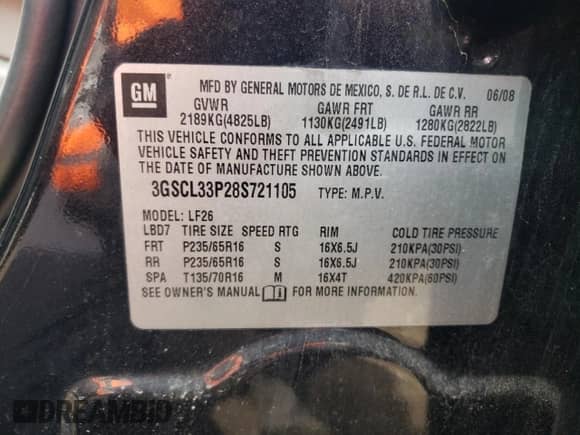 GM
MFD BY GENERAL MOTORS DE MEXICO, S. DE R.L. DE C.V. 06/08
GVWR GAWR FRT GAWR RR
2189KG(4825LB) 1130KG(2491LB) 1280KG(2822LB)
THIS VEHICLE CONFORMS TO ALL APPLICABLE U.S. FEDERAL MOTOR
VEHICLE SAFETY AND THEFT PREVENTION STANDARDS IN EFFECT ON
THE DATE OF MANUFACTURE SHOWN ABOVE.
3GSCL33P28S721105 TYPE: M.P.V.
MODEL: LF26
LBD7 TIRE SIZE SPEED RTG RIM COLD TIRE PRESSURE
FRT P235/65R16 S 16X6.5J 210KPA(30PSI)
RR P235/65R16 S 16X6.5J 210KPA(30PSI)
SPA T135/70R16 M 16X4T 420KPA(60PSI)
SEE OWNER'S MANUAL FOR MORE INFORMATION.
DREAMBID